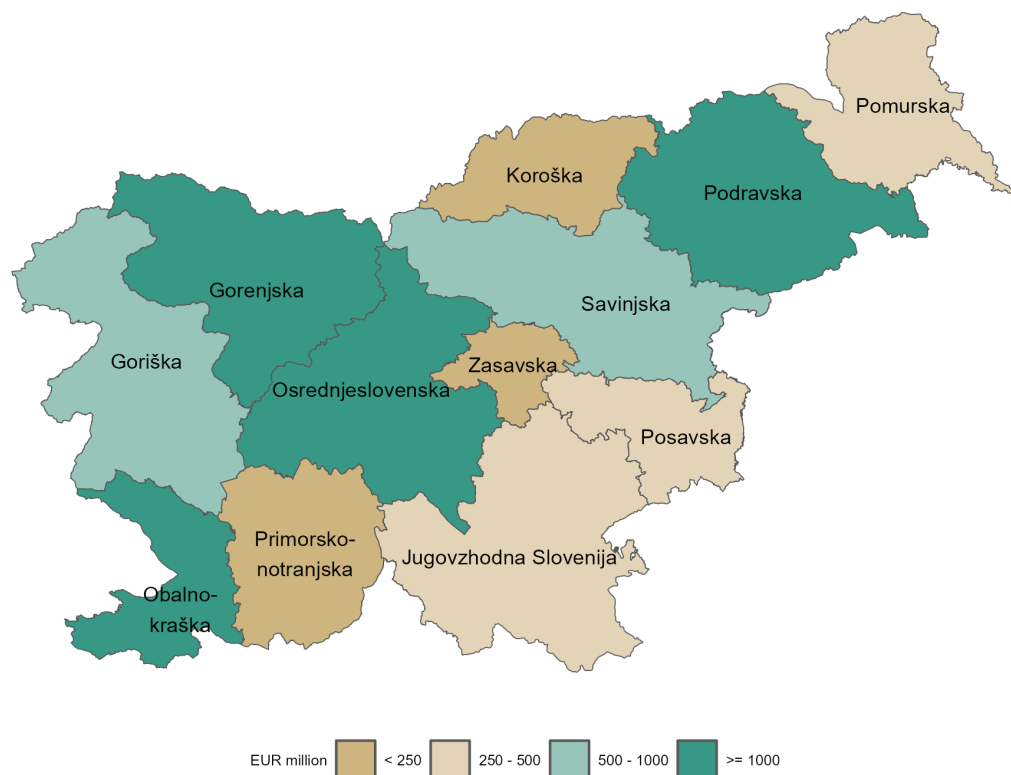 Pomurska
Koroška
Podravska
Gorenjska
Savinjska
Goriška
Zasavska
Osrednjeslovenska
Posavska
Primorsko-
notranjska
Jugovzhodna Slovenija
Obalno-
kraška
EUR million < 250 250 - 500 500 - 1000 >= 1000